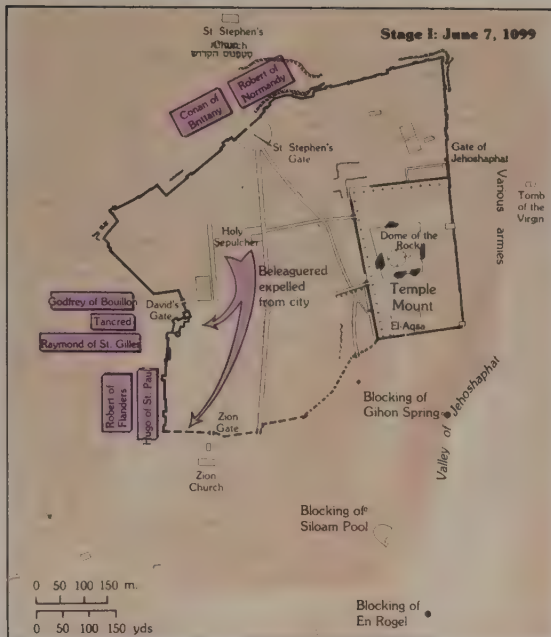 Stage I: June 7, 1099
St Stephen's
Church
סטפנוס הקדוש
Robert of
Normandy
Conan of
Brittany
St Stephen's
Gate
Gate of
Jehoshaphat
Various armies
Tomb
of the
Virgin
Holy
Sepulcher
Dome of the
Rock
Beleaguered
expelled
from city
Temple
Mount
El-Aqsa
Godfrey of Bouillon
David's
Gate
Tancred
Raymond of St. Gilles
Robert of
Flanders
Hugo of St Paul
Zion
Gate
Blocking of
Gihon Spring
Valley of Jehoshaphat
Zion
Church
Blocking of
Siloam Pool
0 50 100 150 m.
0 50 100 150 yds
Blocking of
En Rogel